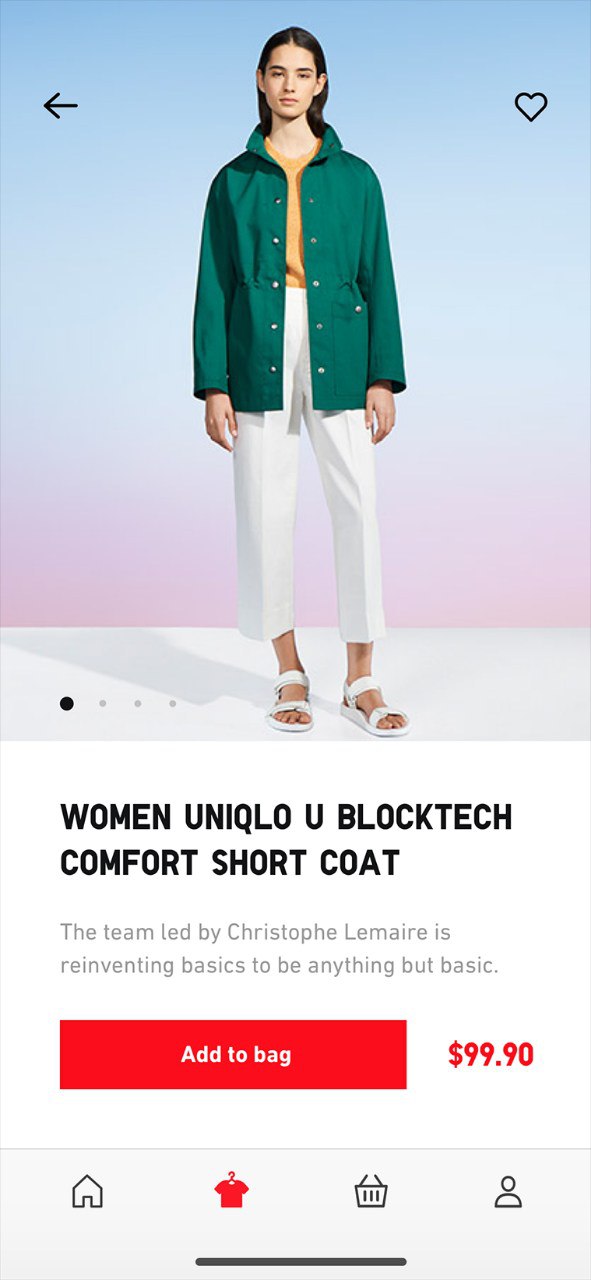 WOMEN UNIQLO U BLOCKTECH
COMFORT SHORT COAT
The team led by Christophe Lemaire is
reinventing basics to be anything but basic.
Add to bag
$99.90